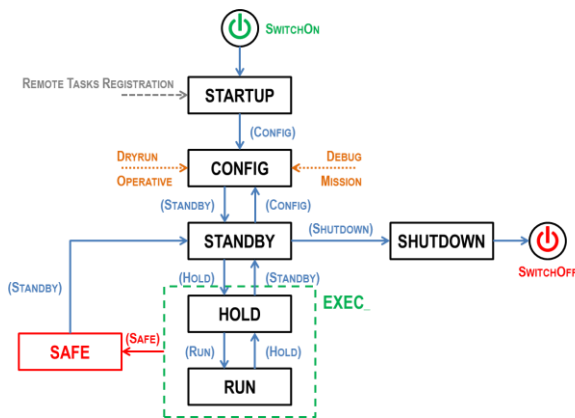 SWITCHON
REMOTE TASKS REGISTRATION
STARTUP
(CONFIG)
DRYRUN
OPERATIVE
CONFIG
DEBUG
MISSION
(STANDBY)
(CONFIG)
STANDBY
(SHUTDOWN)
SHUTDOWN
SWITCHOFF
(STANDBY)
(HOLD)
(STANDBY)
EXEC_
HOLD
SAFE
(SAFE)
(RUN)
(HOLD)
RUN